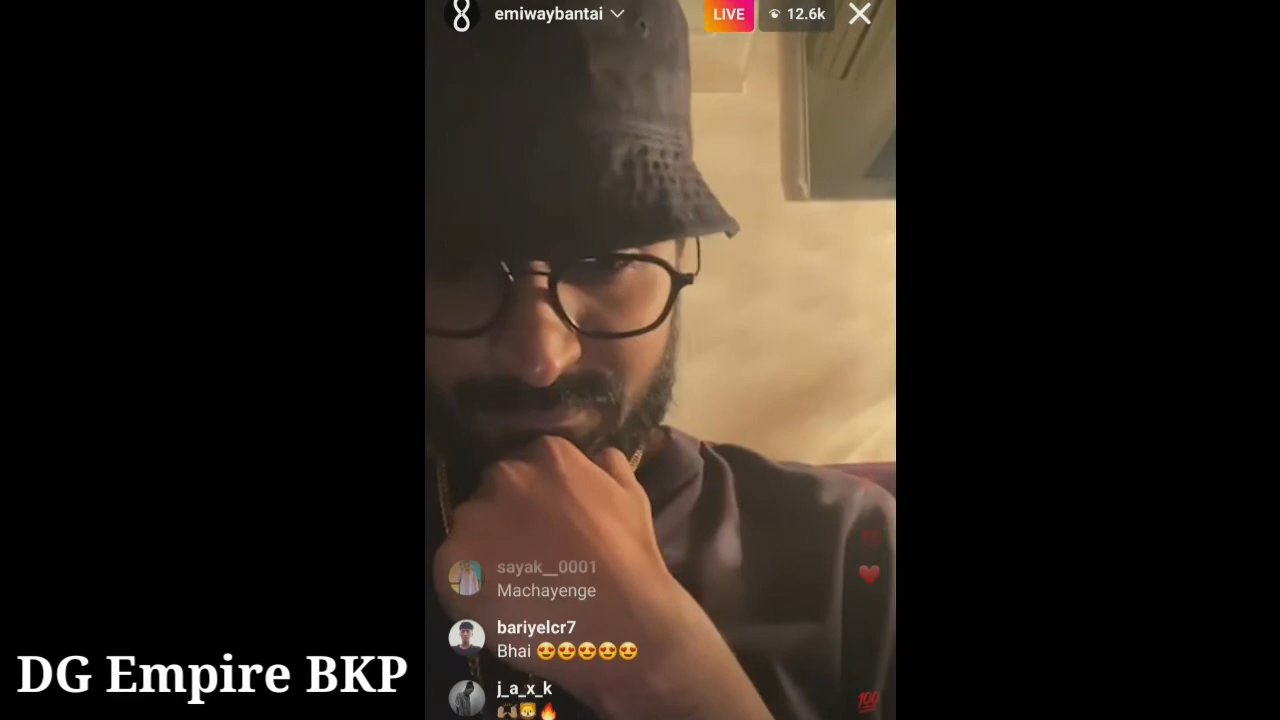 emiwaybantai
LIVE
12.6k
sayak__0001
Machayenge
bariyelcr7
Bhai 😍😍😍😍😍
j_a_x_k
🙌🏽🦁🔥
💯
DG Empire BKP